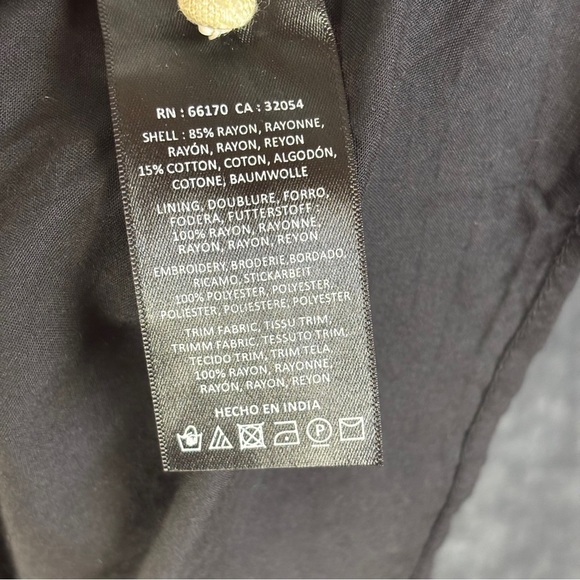 RN : 66170 CA : 32054
SHELL : 85% RAYON, RAYONNE,
RAYÓN, RAYON, REYON
15% COTTON, COTON, ALGODÓN,
COTONE, BAUMWOLLE
LINING, DOUBLURE, FORRO,
FODERA, FUTTERSTOFF :
100% RAYON, RAYONNE,
RAYON, RAYON, REYON
EMBROIDERY, BRODERIE,BORDADO,
RICAMO, STICKARBEIT
100% POLYESTER, POLYESTER,
POLIÉSTER, POLIESTERE, POLYESTER
TRIM FABRIC, TISSU TRIM,
TRIMM FABRIC, TESSUTO TRIM,
TECIDO TRIM, TRIM TELA
100% RAYON, RAYONNE
RAYÓN, RAYON, REYON
HECHO EN INDIA
P